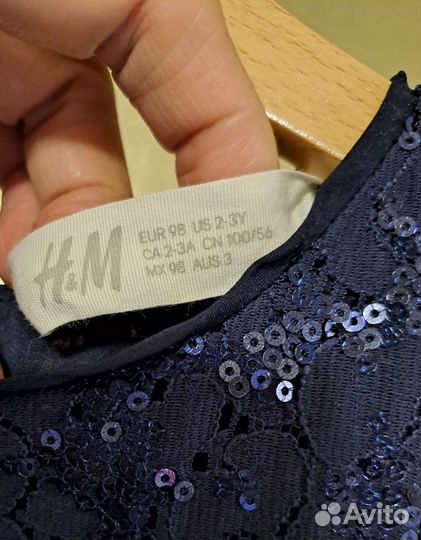 H&M
EUR 98 US 2-3Y
CA 2-3A CN 100/56
MX 98 AUS 3
Avito